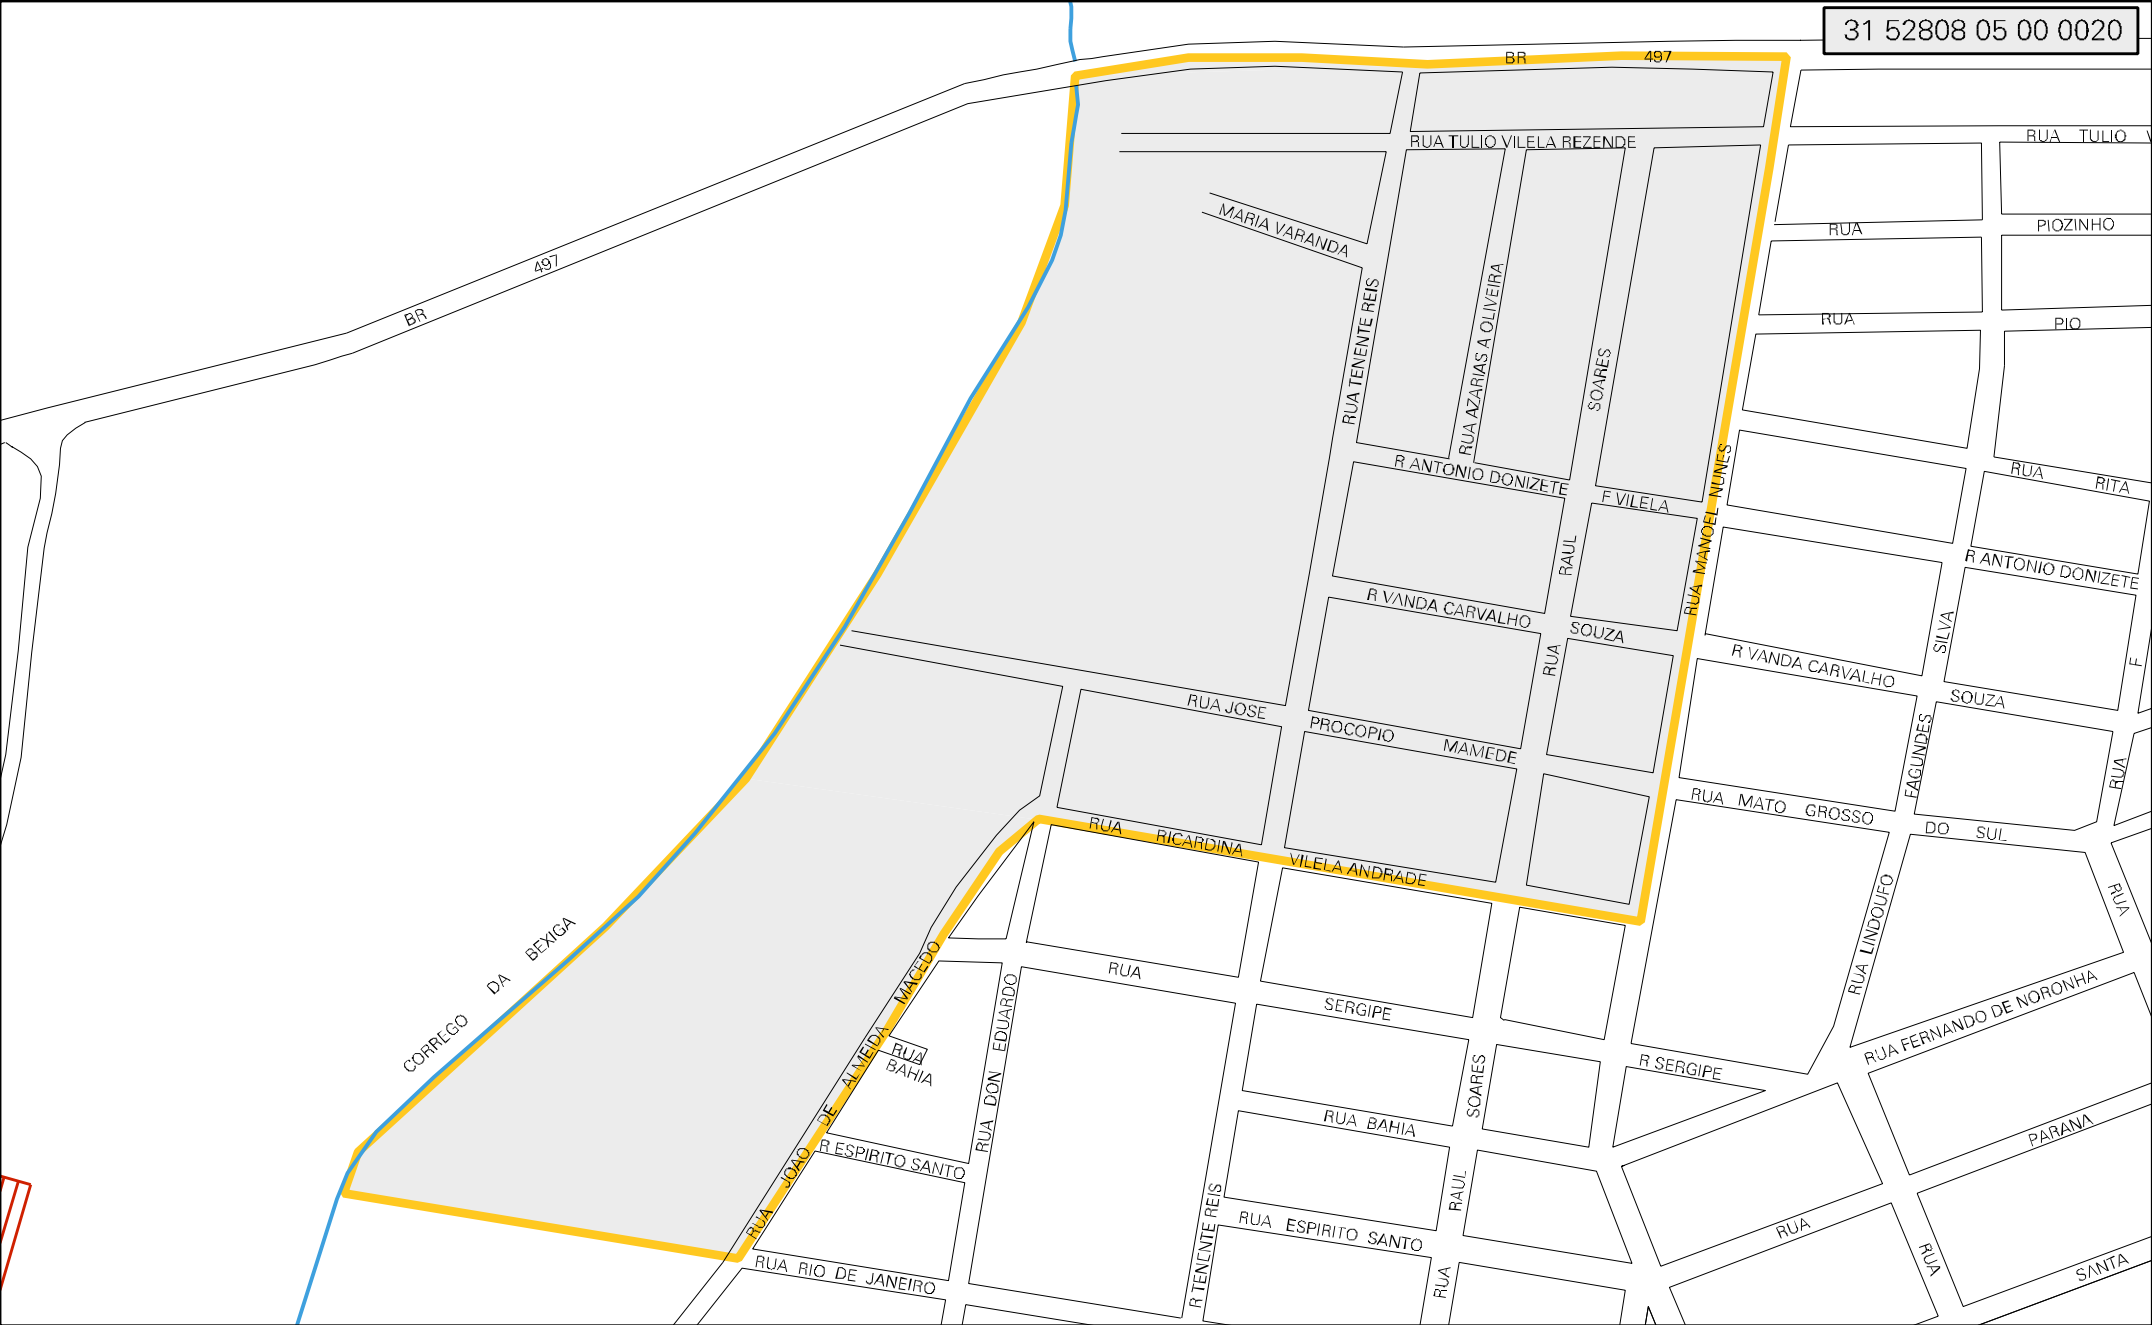 31 52808 05 00 0020
BR 497
RUA TULIO VILELA REZENDE
RUA TULIO V
MARIA VARANDA
RUA PIOZINHO
BR 497
RUA PIO
RUA TENENTE REIS
RUA AZARIAS A OLIVEIRA
SOARES
RAUL
RUA
R ANTONIO DONIZETE F VILELA
RUA MANOEL NUNES
RUA RITA
R ANTONIO DONIZETE
F
RUA
R VANDA CARVALHO SOUZA
R VANDA CARVALHO SOUZA
SILVA
FAGUNDES
RUA LINDOUFO
RUA JOSE PROCOPIO MAMEDE
RUA MATO GROSSO DO SUL
RUA RICARDINA VILELA ANDRADE
RUA
CORREGO DA BEXIGA
RUA JOAO DE ALMEIDA MACEDO
RUA DON EDUARDO
RUA SERGIPE
R SERGIPE
RUA FERNANDO DE NORONHA
RUA
BAHIA
RUA BAHIA
SOARES
RAUL
RUA
R ESPIRITO SANTO
RUA ESPIRITO SANTO
R TENENTE REIS
RUA PARANA
RUA
SANTA
RUA RIO DE JANEIRO